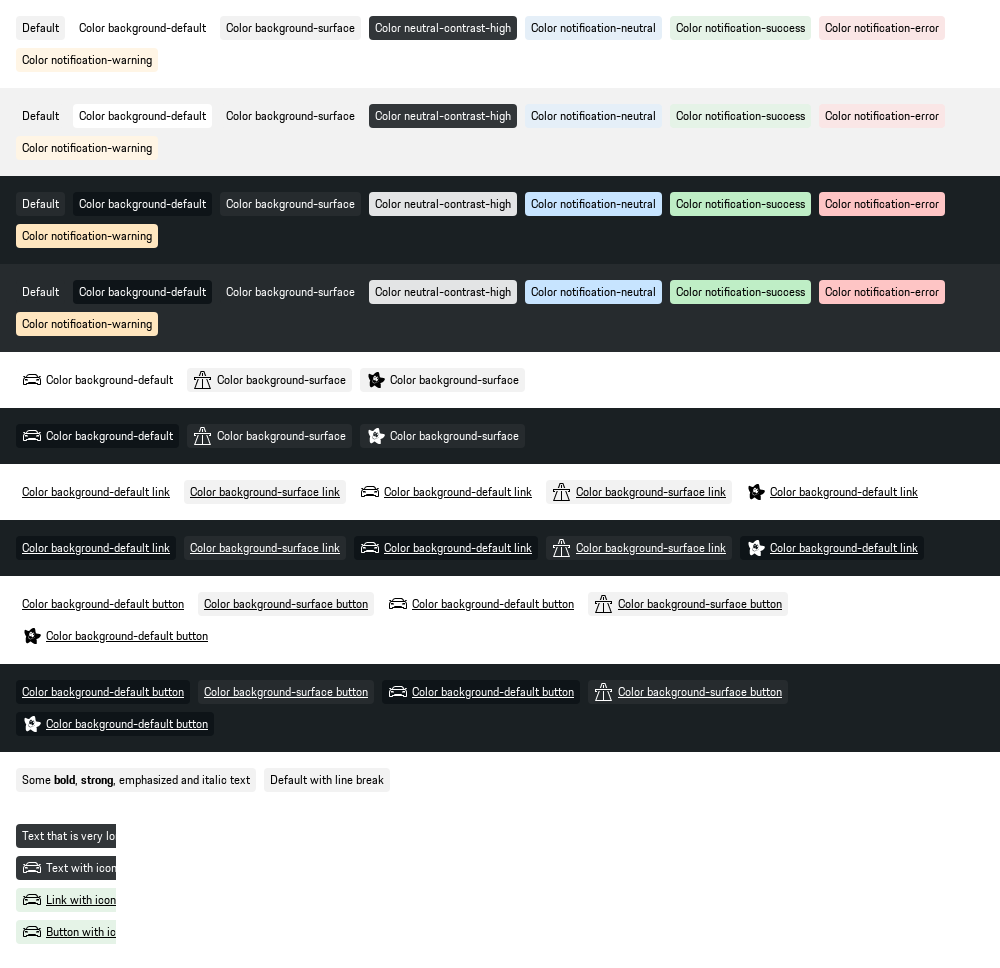 Default Color background-default Color background-surface Color neutral-contrast-high Color notification-neutral Color notification-success Color notification-error
Color notification-warning
Default Color background-default Color background-surface Color neutral-contrast-high Color notification-neutral Color notification-success Color notification-error
Color notification-warning
Default Color background-default Color background-surface Color neutral-contrast-high Color notification-neutral Color notification-success Color notification-error
Color notification-warning
Default Color background-default Color background-surface Color neutral-contrast-high Color notification-neutral Color notification-success Color notification-error
Color notification-warning
Color background-default Color background-surface Color background-surface
Color background-default Color background-surface Color background-surface
Color background-default link Color background-surface link Color background-default link Color background-surface link Color background-default link
Color background-default link Color background-surface link Color background-default link Color background-surface link Color background-default link
Color background-default button Color background-surface button Color background-default button Color background-surface button
Color background-default button
Color background-default button Color background-surface button Color background-default button Color background-surface button
Color background-default button
Some bold, strong, emphasized and italic text Default with line break
Text that is very lo
Text with icon
Link with icon
Button with ic